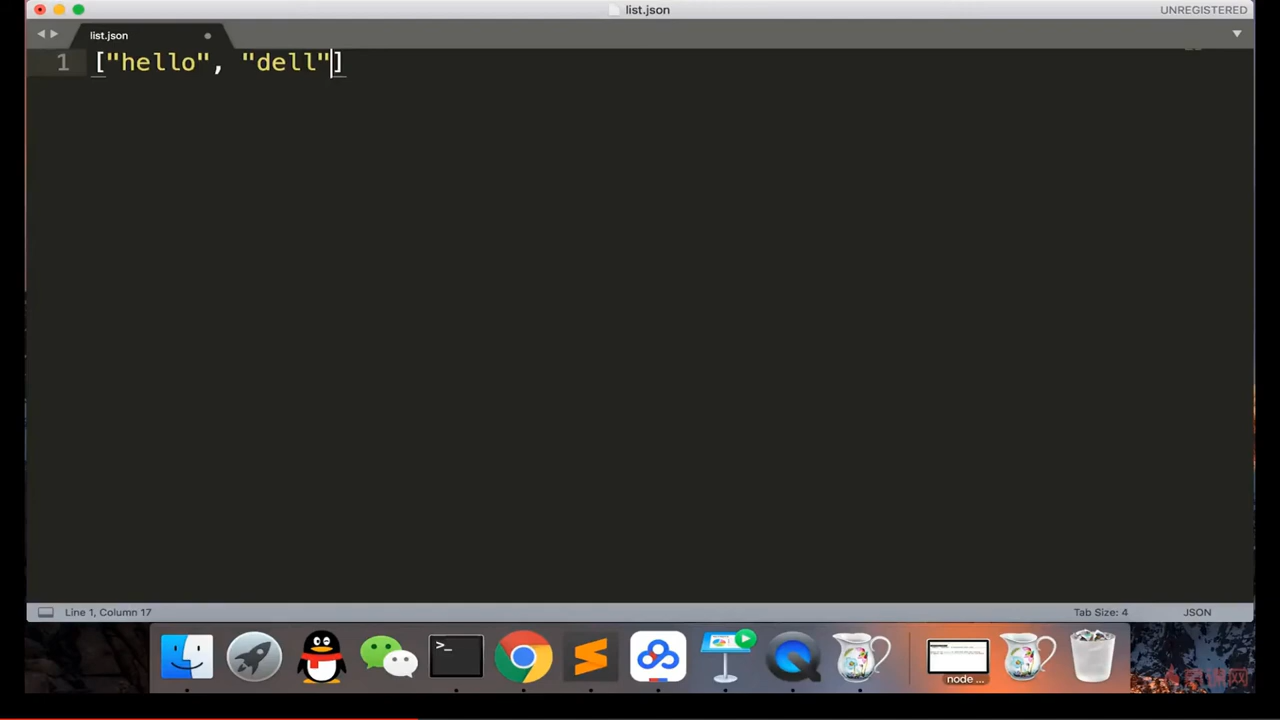 list.json
UNREGISTERED
list.json
1 ["hello", "dell"]
Line 1, Column 17
Tab Size: 4
JSON
>_
node ...